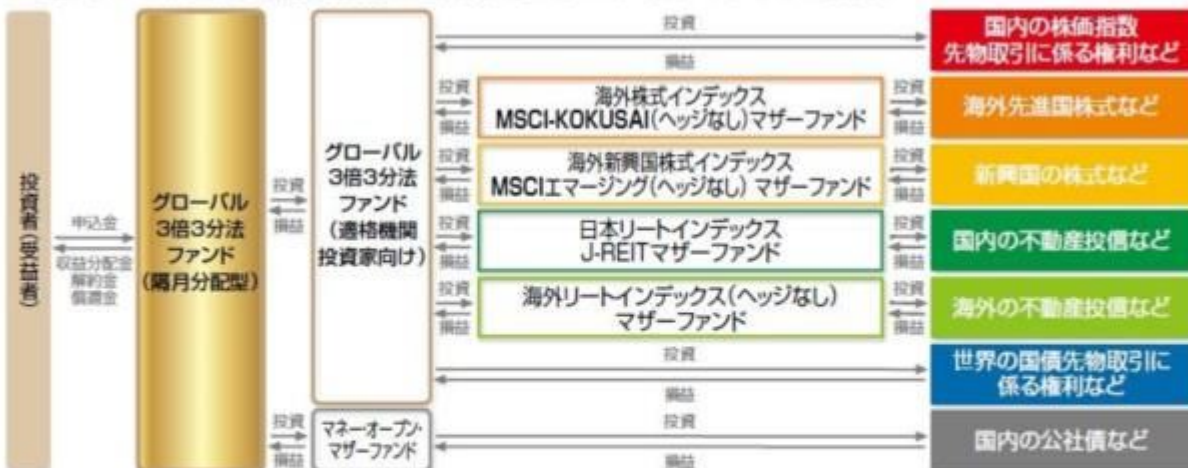 投資
損益
国内の株価指数
先物取引に係る権利など
投資
損益
海外株式インデックス
MSCI-KOKUSAI(ヘッジなし)マザーファンド
投資
損益
海外先進国株式など
投資者(受益者)
申込金
収益分配金
解約金
償還金
グローバル
3倍3分法
ファンド
(隔月分配型)
投資
損益
グローバル
3倍3分法
ファンド
(適格機関
投資家向け)
投資
損益
海外新興国株式インデックス
MSCIエマージング(ヘッジなし) マザーファンド
投資
損益
新興国の株式など
投資
損益
日本リートインデックス
J-REITマザーファンド
投資
損益
国内の不動産投信など
投資
損益
海外リートインデックス(ヘッジなし)
マザーファンド
投資
損益
海外の不動産投信など
投資
損益
世界の国債先物取引に
係る権利など
投資
損益
マネー・オープン・
マザーファンド
投資
損益
国内の公社債など